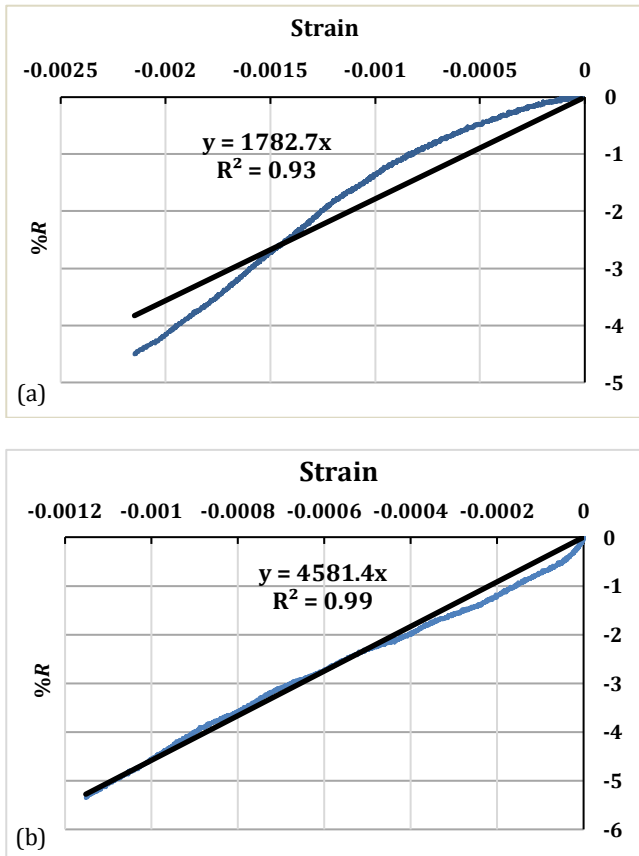 Strain
-0.0025 -0.002 -0.0015 -0.001 -0.0005 0
0
y = 1782.7x
R² = 0.93
-1
-2
%R
-3
-4
-5
(a)
Strain
-0.0012 -0.001 -0.0008 -0.0006 -0.0004 -0.0002 0
0
y = 4581.4x
R² = 0.99
-1
-2
%R
-3
-4
-5
-6
(b)